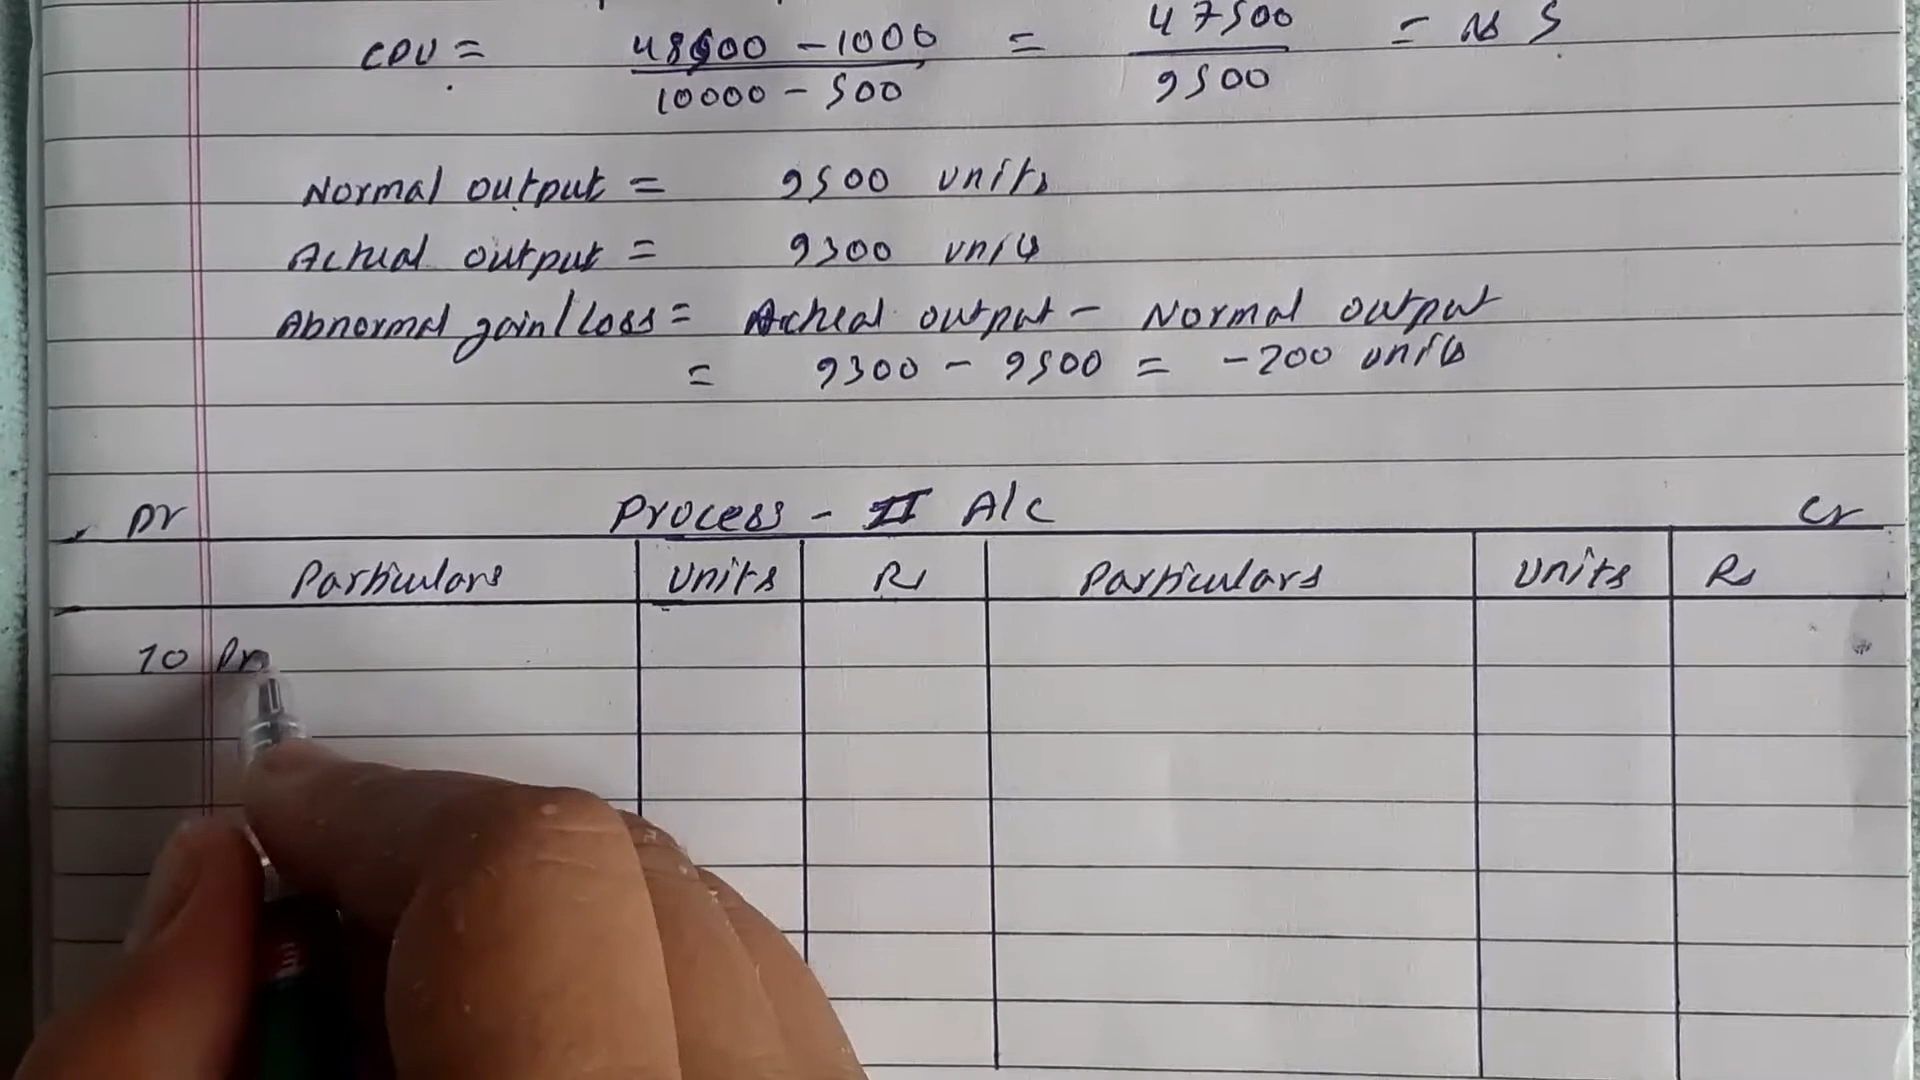 CPU = 48500 - 1000 = 47500 = Rs 5
10000 - 500 9500
Normal output = 9500 units
Actual output = 9300 units
Abnormal gain/Loss = Actual output - Normal output
= 9300 - 9500 = -200 units
Dr Process - II A/c Cr
Particulars Units Rs Particulars Units Rs
To Pr